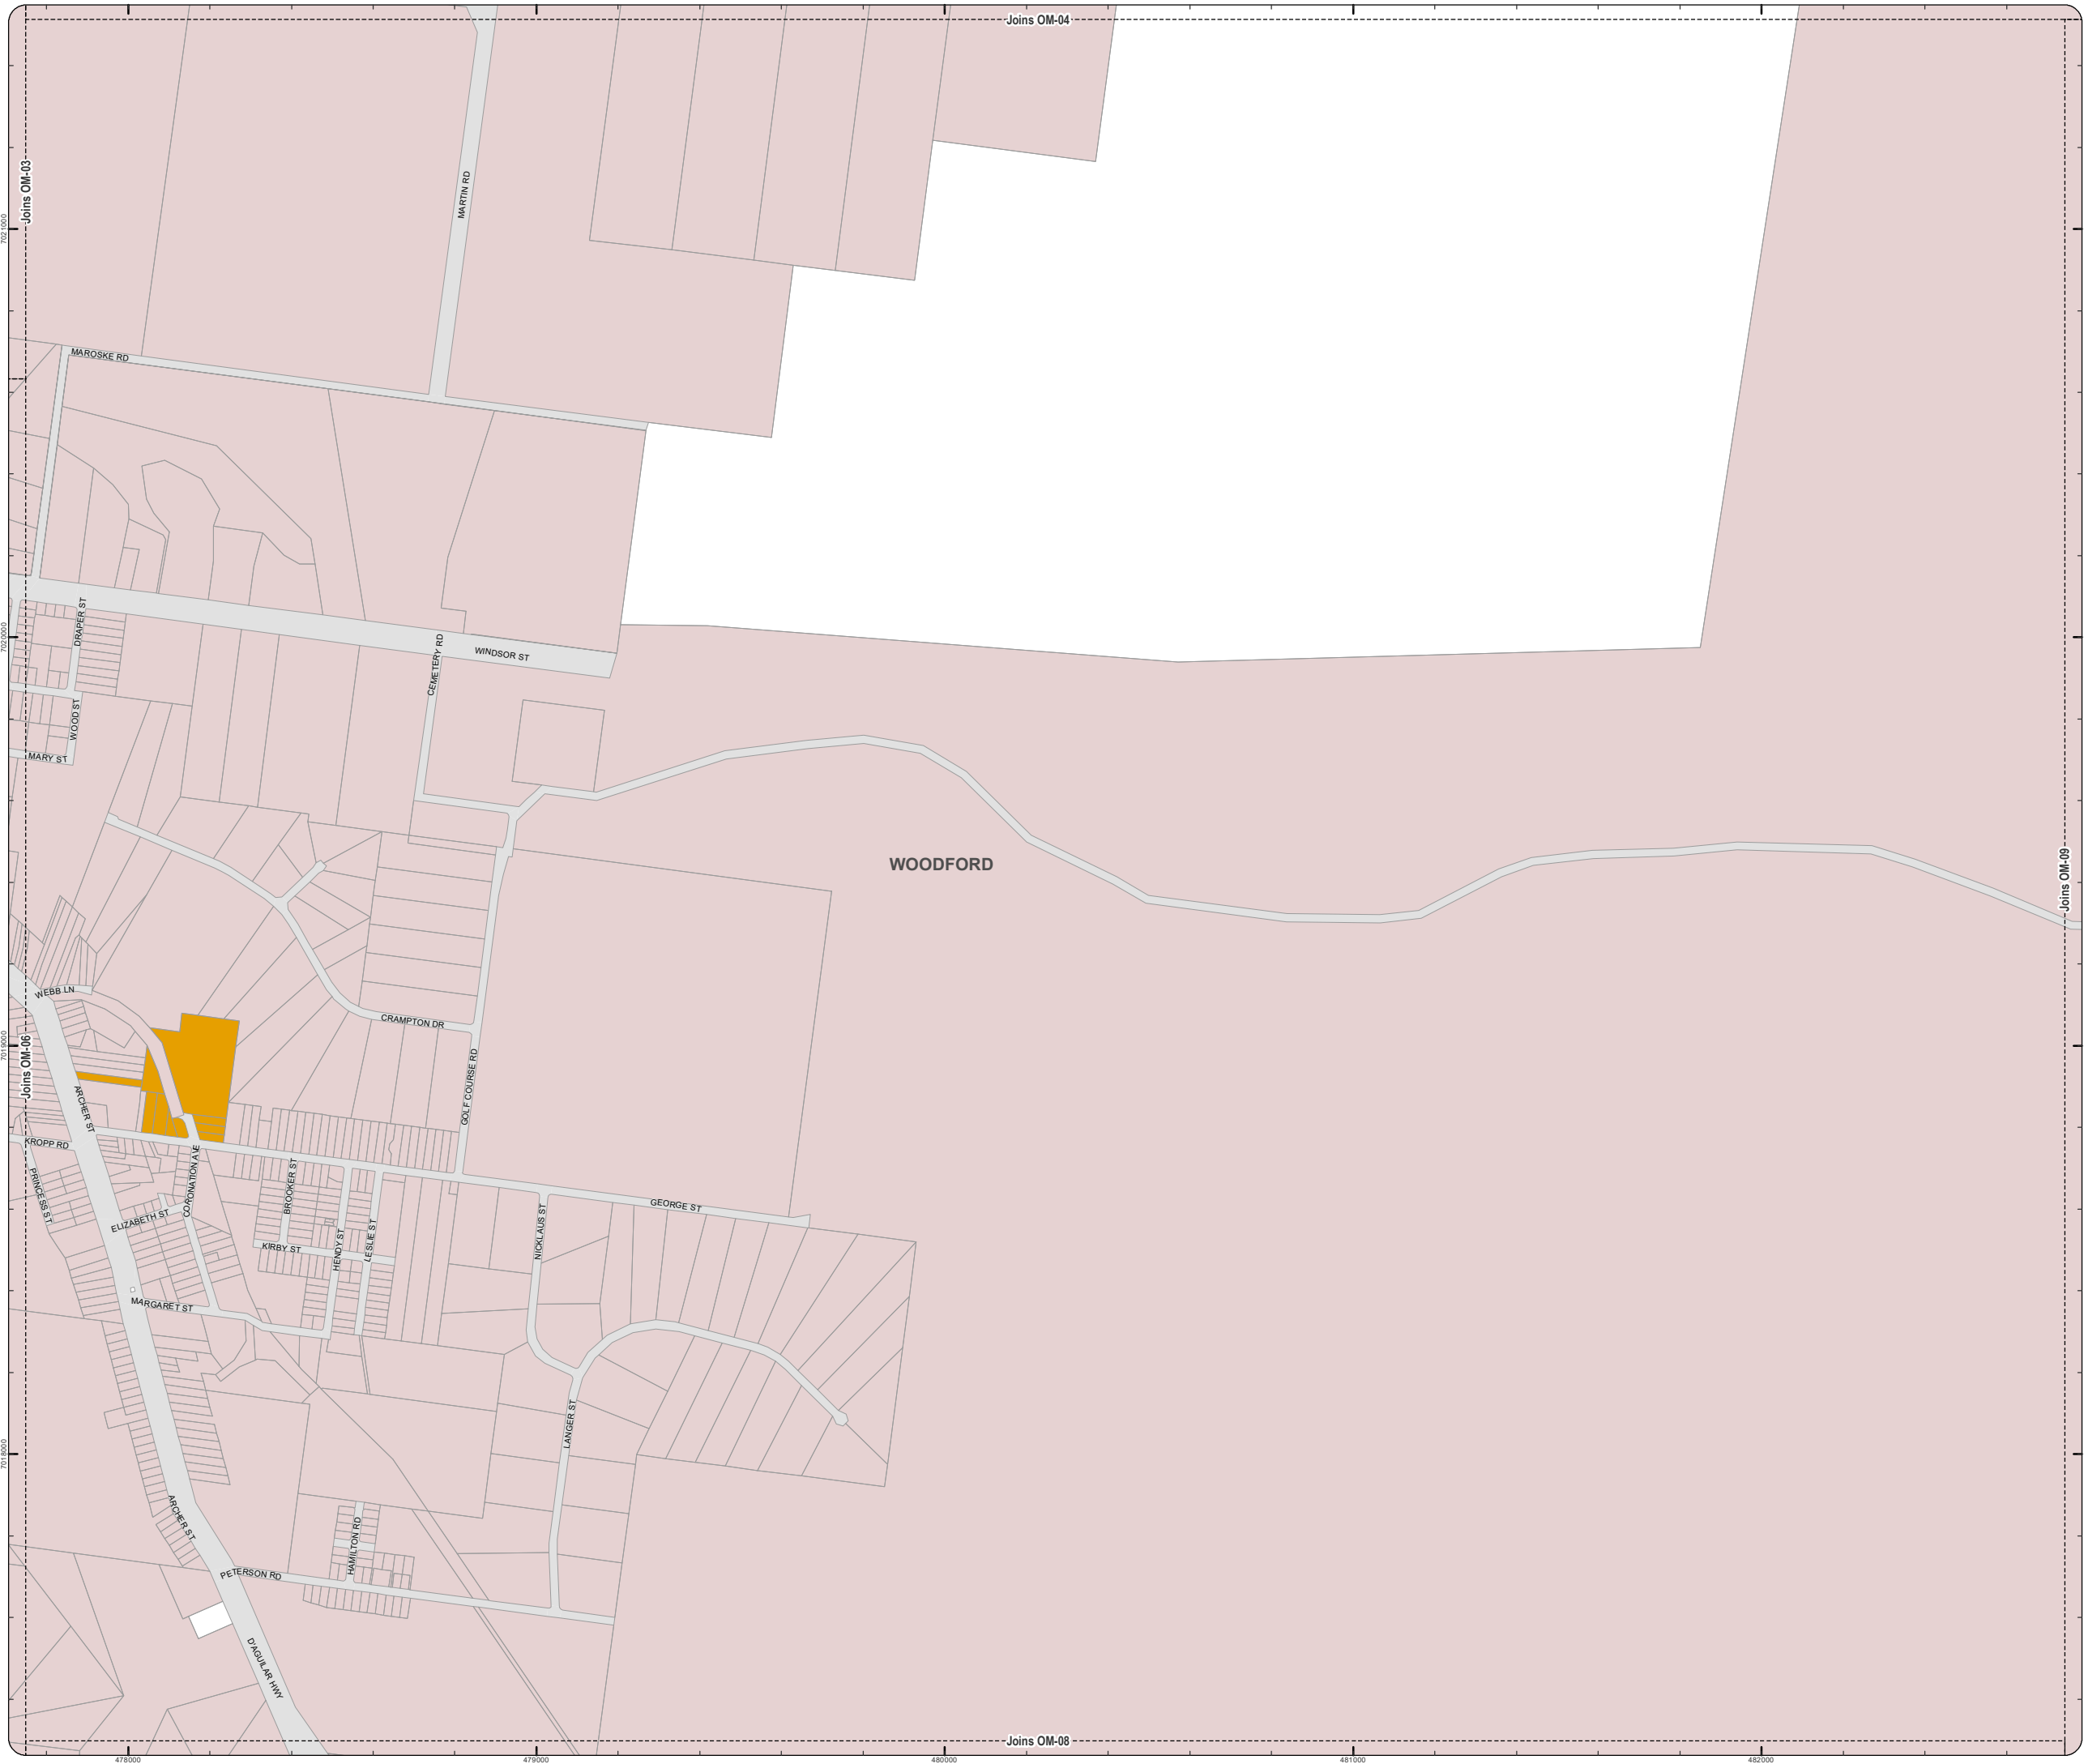 Joins OM-04
Joins OM-03
MARTIN RD
7021000
MAROSKE RD
DRAPER ST
7020000
CEMETERY RD
WINDSOR ST
WOOD ST
MARY ST
WOODFORD
Joins OM-09
WEBB LN
CRAMPTON DR
7019000
Joins OM-06
ARCHER ST
GOLF COURSE RD
KROPP RD
PRINCESS ST
CORONATION AVE
BROOKER ST
ELIZABETH ST
GEORGE ST
NICKLAUS ST
HENDY ST
LESLIE ST
KIRBY ST
MARGARET ST
LANGER ST
7018000
ARCHER ST
HAMILTON RD
PETERSON RD
D'AGUILAR HWY
Joins OM-08
478000
479000
480000
481000
482000